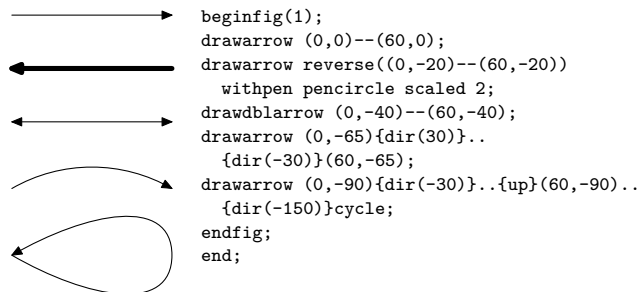 beginfig(1);
drawarrow (0,0)--(60,0);
drawarrow reverse((0,-20)--(60,-20))
withpen pencircle scaled 2;
drawdblarrow (0,-40)--(60,-40);
drawarrow (0,-65){dir(30)}..
{dir(-30)}(60,-65);
drawarrow (0,-90){dir(-30)}..{up}(60,-90)..
{dir(-150)}cycle;
endfig;
end;